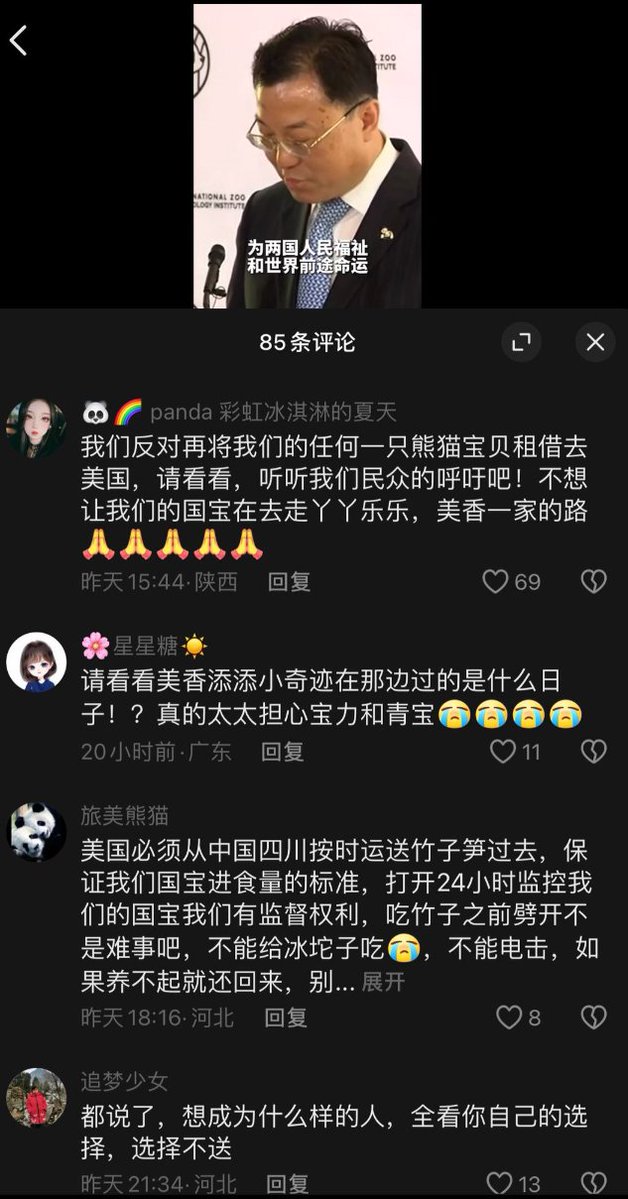 ZOO
TITUTE
NATIONAL ZOO
LOGY INSTITUTE
为两国人民福祉
和世界前途命运
85条评论
🐼🌈 panda 彩虹冰淇淋的夏天
我们反对再将我们的任何一只熊猫宝贝租借去
美国，请看看，听听我们民众的呼吁吧！不想
让我们的国宝在去走丫丫乐乐，美香一家的路
🙏🙏🙏🙏🙏
昨天 15:44·陕西 回复 69
🌸星星糖☀️
请看看美香添添小奇迹在那边过的是什么日
子！？真的太太担心宝力和青宝😭😭😭😭
20小时前·广东 回复 11
旅美熊猫
美国必须从中国四川按时运送竹子笋过去，保
证我们国宝进食量的标准，打开24小时监控我
们的国宝我们有监督权利，吃竹子之前劈开不
是难事吧，不能给冰坨子吃😭，不能电击，如
果养不起就还回来，别... 展开
昨天 18:16·河北 回复 8
追梦少女
都说了，想成为什么样的人，全看你自己的选
择，选择不送
昨天 21:34·河北 回复 13